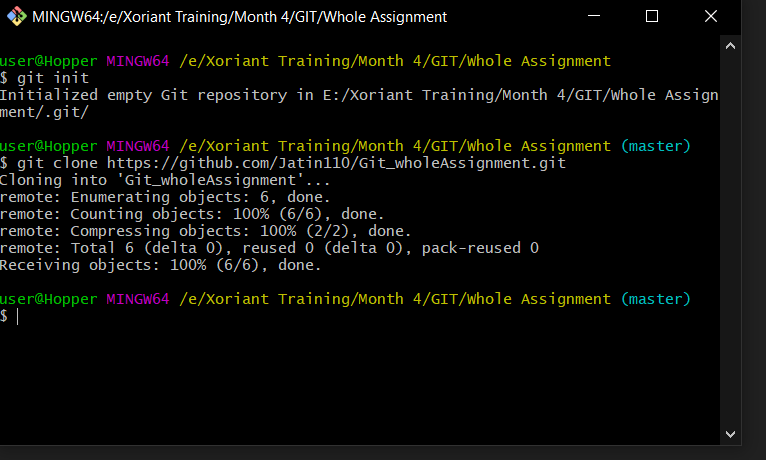 MINGW64:/e/Xoriant Training/Month 4/GIT/Whole Assignment
user@Hopper MINGW64 /e/Xoriant Training/Month 4/GIT/Whole Assignment
$ git init
Initialized empty Git repository in E:/Xoriant Training/Month 4/GIT/Whole Assign
ment/.git/
user@Hopper MINGW64 /e/Xoriant Training/Month 4/GIT/Whole Assignment (master)
$ git clone https://github.com/Jatin110/Git_wholeAssignment.git
Cloning into 'Git_wholeAssignment'...
remote: Enumerating objects: 6, done.
remote: Counting objects: 100% (6/6), done.
remote: Compressing objects: 100% (2/2), done.
remote: Total 6 (delta 0), reused 0 (delta 0), pack-reused 0
Receiving objects: 100% (6/6), done.
user@Hopper MINGW64 /e/Xoriant Training/Month 4/GIT/Whole Assignment (master)
$